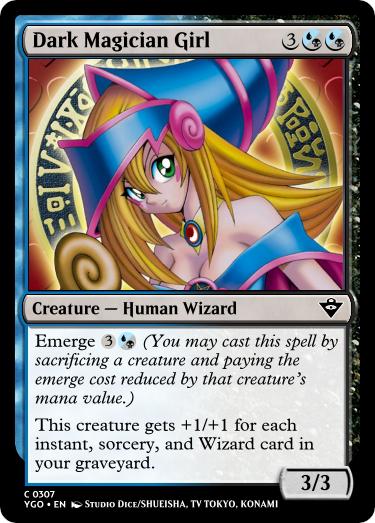 Dark Magician Girl 3
Creature — Human Wizard
Emerge 3 (You may cast this spell by
sacrificing a creature and paying the
emerge cost reduced by that creature's
mana value.)
This creature gets +1/+1 for each
instant, sorcery, and Wizard card in
your graveyard.
3/3
C 0307
YGO • EN Studio Dice/SHUEISHA, TV TOKYO, KONAMI